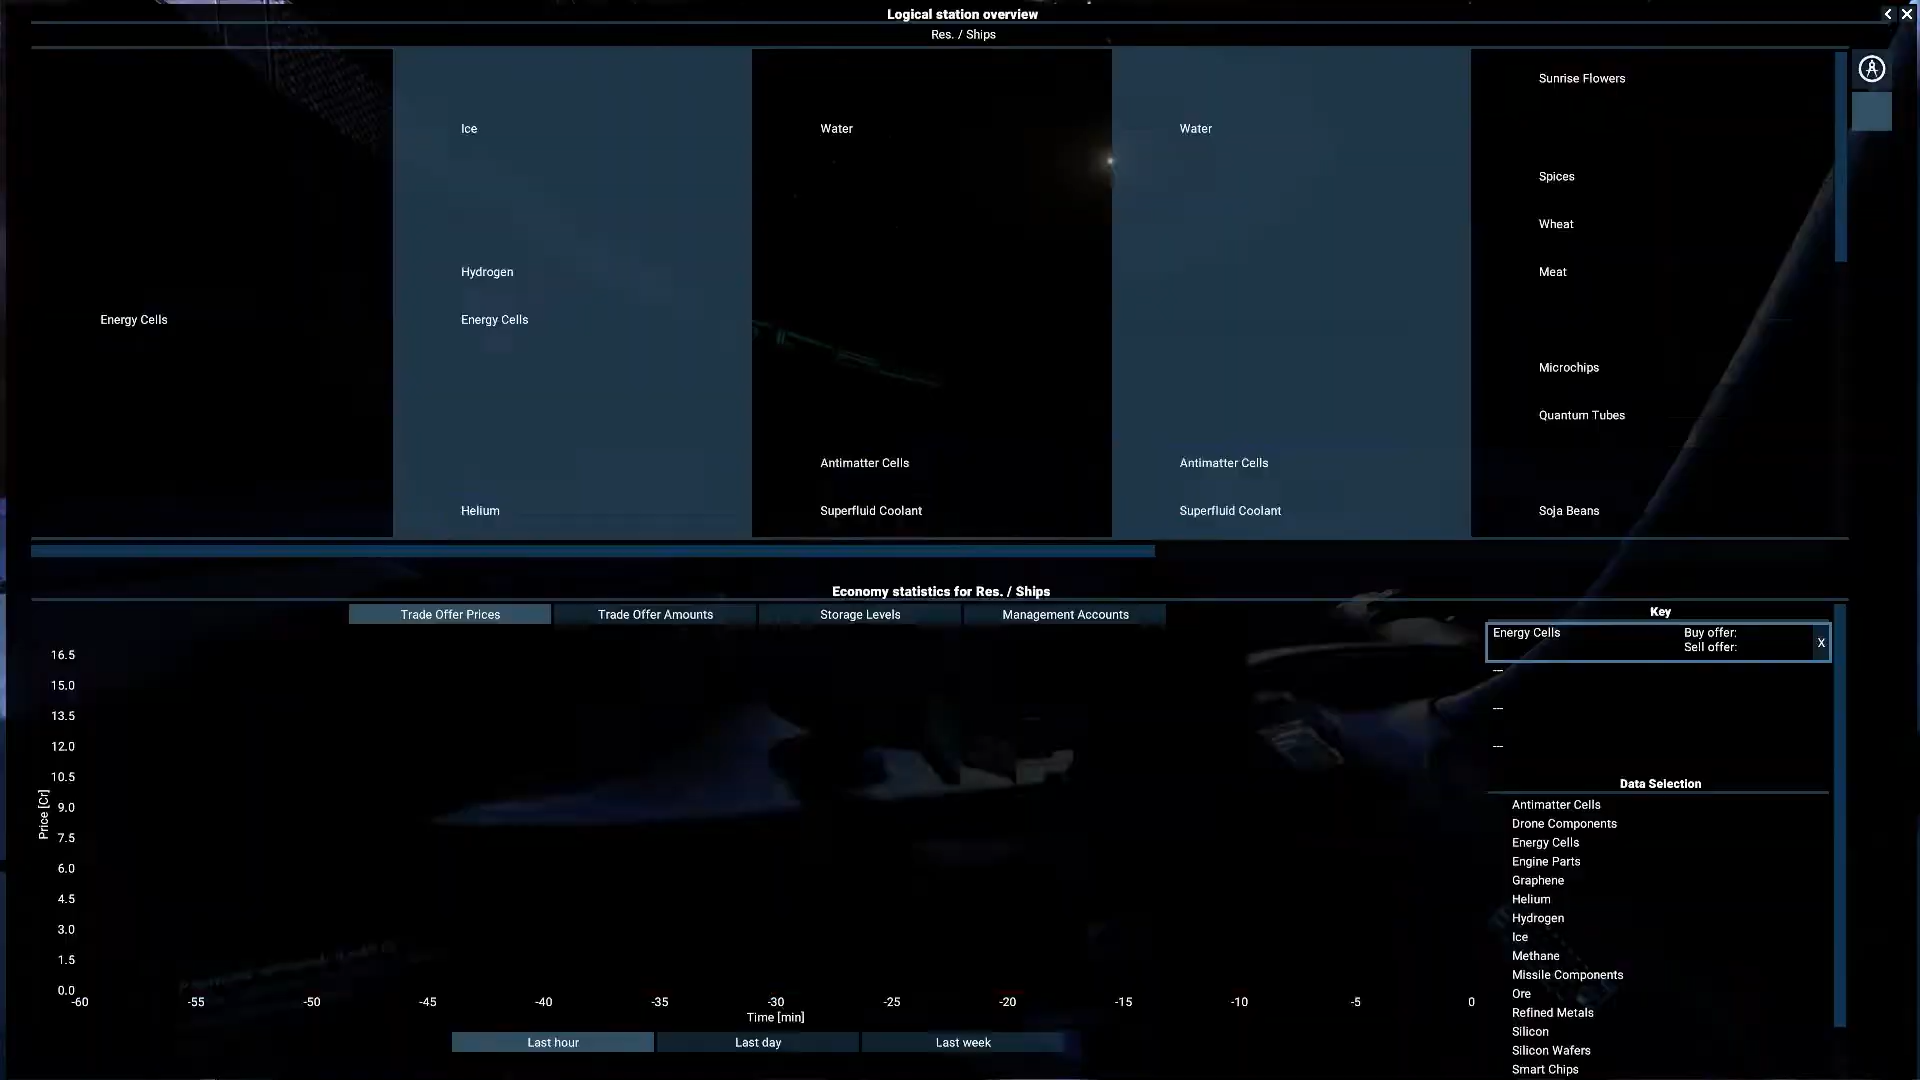 Logical station overview
Res. / Ships
Sunrise Flowers
Ice
Water
Water
Spices
Wheat
Hydrogen
Meat
Energy Cells
Energy Cells
Microchips
Quantum Tubes
Antimatter Cells
Antimatter Cells
Helium
Superfluid Coolant
Superfluid Coolant
Soja Beans
Economy statistics for Res. / Ships
Trade Offer Prices
Trade Offer Amounts
Storage Levels
Management Accounts
Key
Energy Cells
Buy offer:
Sell offer:
X
---
---
---
Price [Cr]
16.5
15.0
13.5
12.0
10.5
9.0
7.5
6.0
4.5
3.0
1.5
0.0
-60 -55 -50 -45 -40 -35 -30 -25 -20 -15 -10 -5 0
Time [min]
Last hour
Last day
Last week
Data Selection
Antimatter Cells
Drone Components
Energy Cells
Engine Parts
Graphene
Helium
Hydrogen
Ice
Methane
Missile Components
Ore
Refined Metals
Silicon
Silicon Wafers
Smart Chips